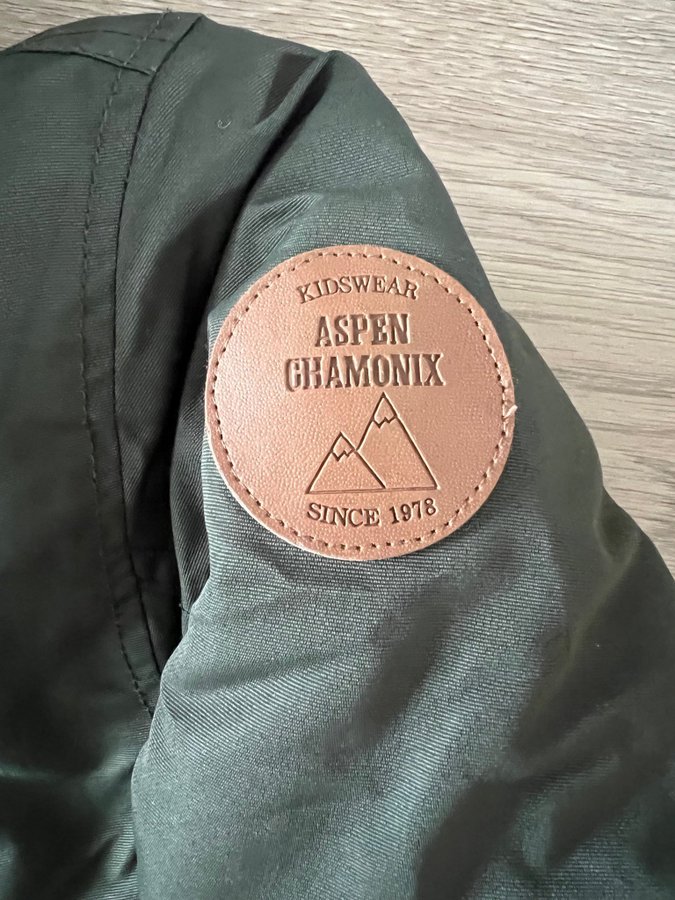 KIDSWEAR
ASPEN
CHAMONIX
SINCE 1978